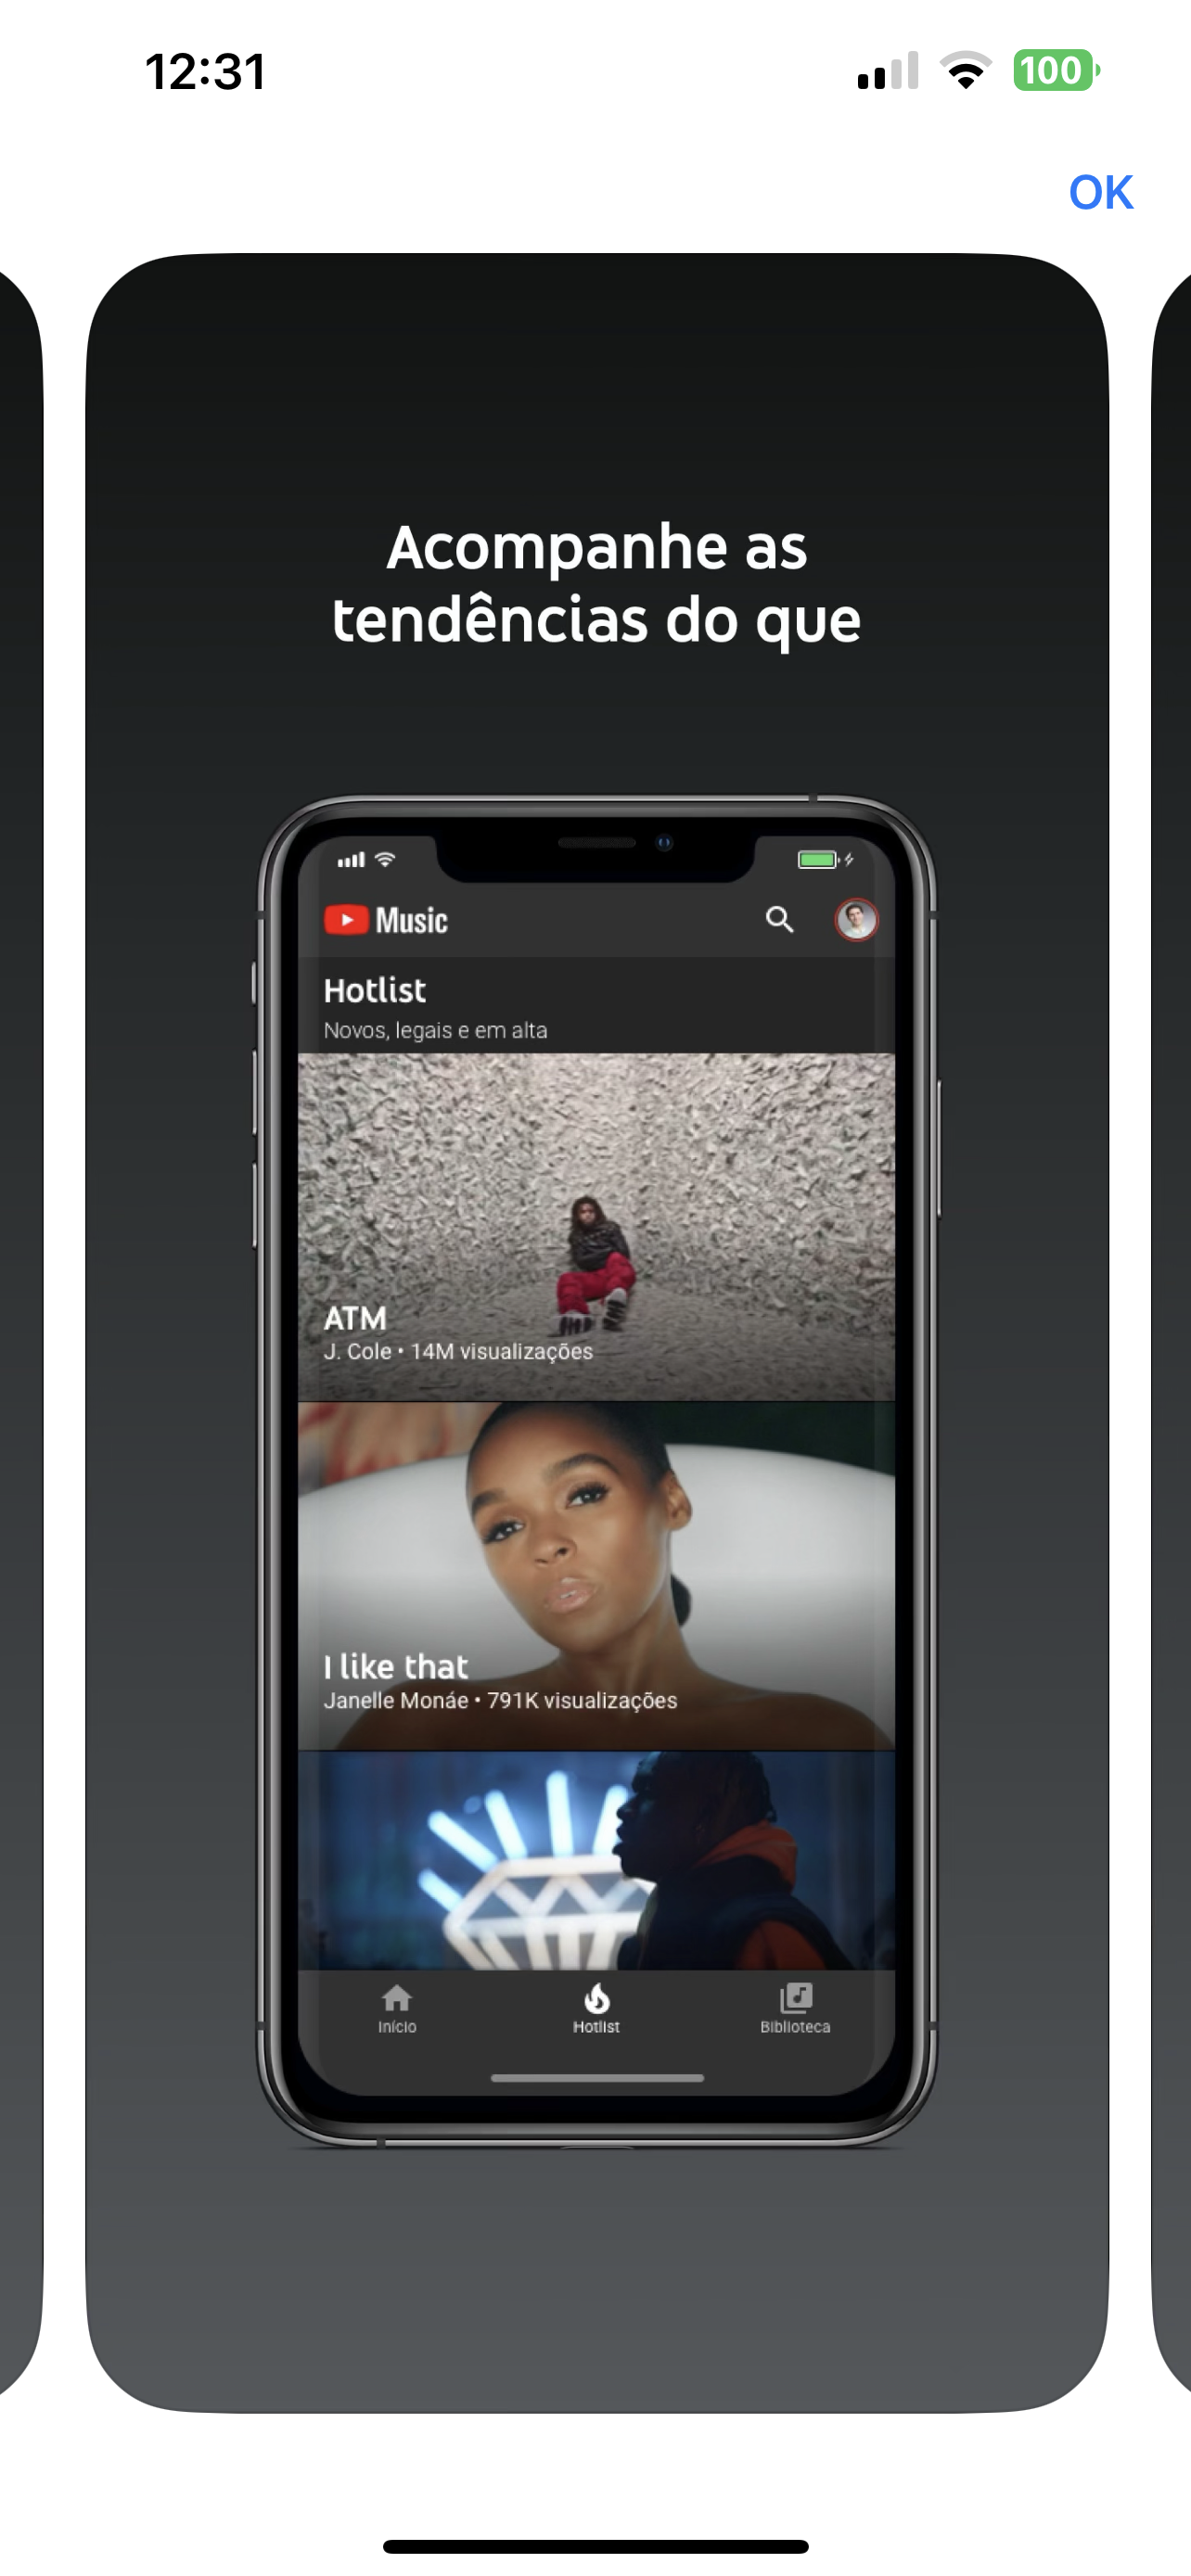 12:31
100
OK
Acompanhe as
tendências do que
Music
Hotlist
Novos, legais e em alta
ATM
J. Cole • 14M visualizações
I like that
Janelle Monáe • 791K visualizações
Início
Hotlist
Biblioteca